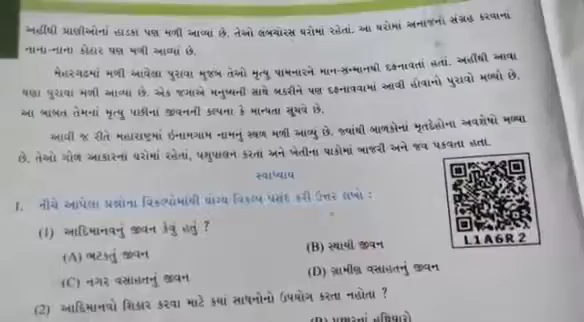 અહીંથી પ્રાણીઓનાં હાડકાં પણ મળી આવ્યાં છે. તેઓ લંબચોરસ ઘરોમાં રહેતાં. આ ઘરોમાં અનાજનો સંગ્રહ કરવાના
નાના-નાના કોઠાર પણ મળી આવ્યા છે.
મેહરગઢમાં મળી આવેલા પુરાવા મુજબ તેઓ મૃત્યુ પામનારને માન-સન્માનથી દફનાવતાં હતાં. અહીંથી આવા
ઘણા પુરાવા મળી આવ્યા છે. એક જગ્યાએ મનુષ્યની સાથે બકરીને પણ દફનાવવામાં આવી હોવાનો પુરાવો મળ્યો છે.
આ બાબત તેમનાં મૃત્યુ પછીના જીવનની કલ્પના કે માન્યતા સૂચવે છે.
આવી જ રીતે મહારાષ્ટ્રમાં ઈનામગામ નામનું સ્થળ મળી આવ્યું છે. જ્યાંથી બાળકોનાં મૃતદેહોના અવશેષો મળ્યા
છે. તેઓ ગોળ આકારનાં ઘરોમાં રહેતાં, પશુપાલન કરતાં અને ખેતીના પાકોમાં બાજરી અને જવ પકવતા હતા.
સ્વાધ્યાય
1. નીચે આપેલા પ્રશ્નોના વિકલ્પોમાંથી યોગ્ય વિકલ્પ પસંદ કરી ઉત્તર લખો :
(1) આદિમાનવનું જીવન કેવું હતું ?
(A) ભટકતું જીવન
(B) સ્થાયી જીવન
(C) નગર વસાહતનું જીવન
(D) ગ્રામીણ વસાહતનું જીવન
L1A6R2
(2) આદિમાનવો શિકાર કરવા માટે કયાં સાધનોનો ઉપયોગ કરતા નહોતા ?
(B) પથ્થરનાં હથિયારો